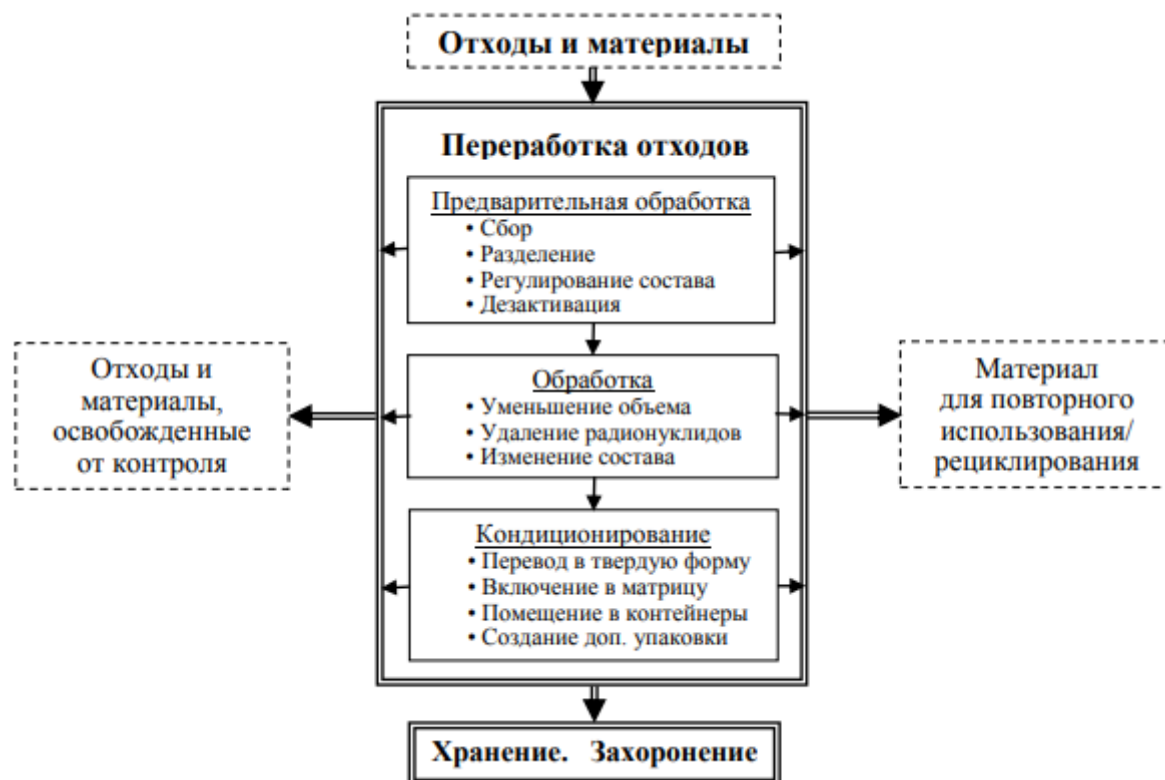 Отходы и материалы
Переработка отходов
Предварительная обработка
• Сбор
• Разделение
• Регулирование состава
• Дезактивация
Отходы и
материалы,
освобожденные
от контроля
Обработка
• Уменьшение объема
• Удаление радионуклидов
• Изменение состава
Материал
для повторного
использования/
рециклирования
Кондиционирование
• Перевод в твердую форму
• Включение в матрицу
• Помещение в контейнеры
• Создание доп. упаковки
Хранение. Захоронение